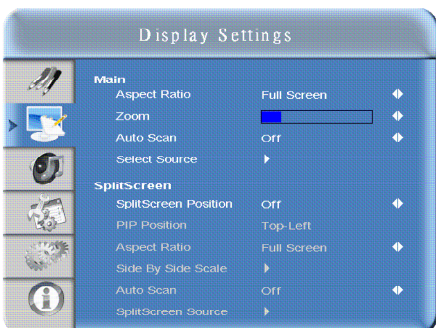 Display Settings
Main
Aspect Ratio Full Screen
Zoom
Auto Scan Off
Select Source
SplitScreen
SplitScreen Position Off
PIP Position Top-Left
Aspect Ratio Full Screen
Side By Side Scale
Auto Scan Off
SplitScreen Source